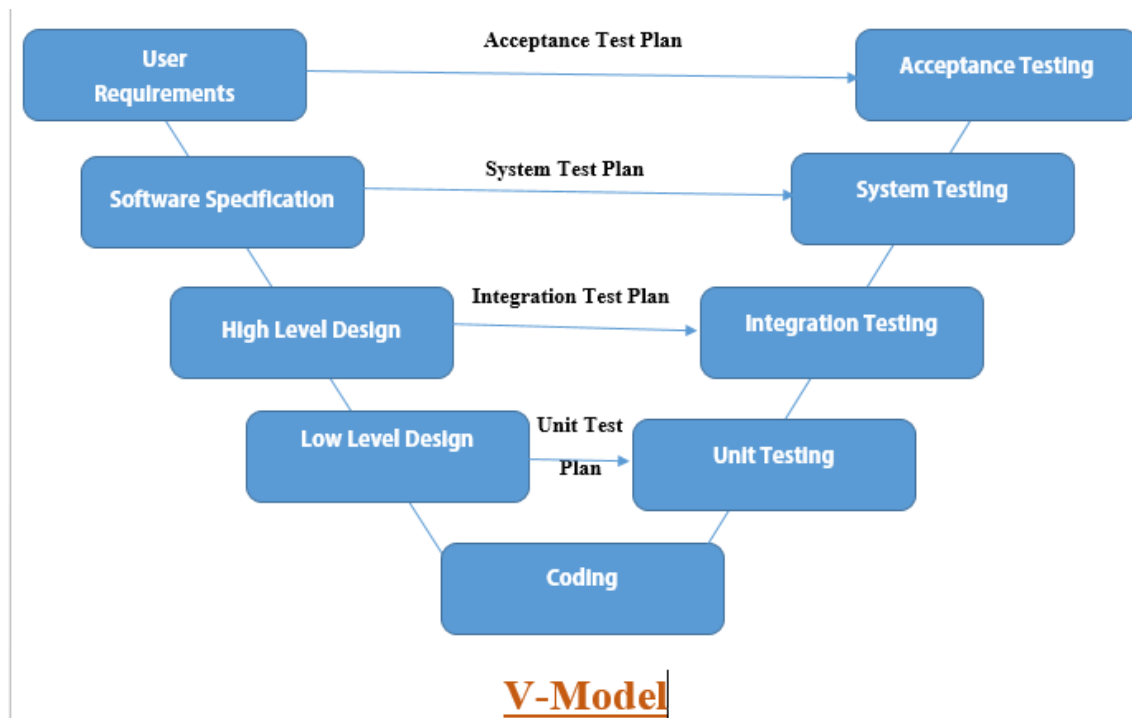 Acceptance Test Plan
User
Requirements
Acceptance Testing
System Test Plan
Software Specification
System Testing
Integration Test Plan
High Level Design
Integration Testing
Unit Test
Plan
Low Level Design
Unit Testing
Coding
V-Model